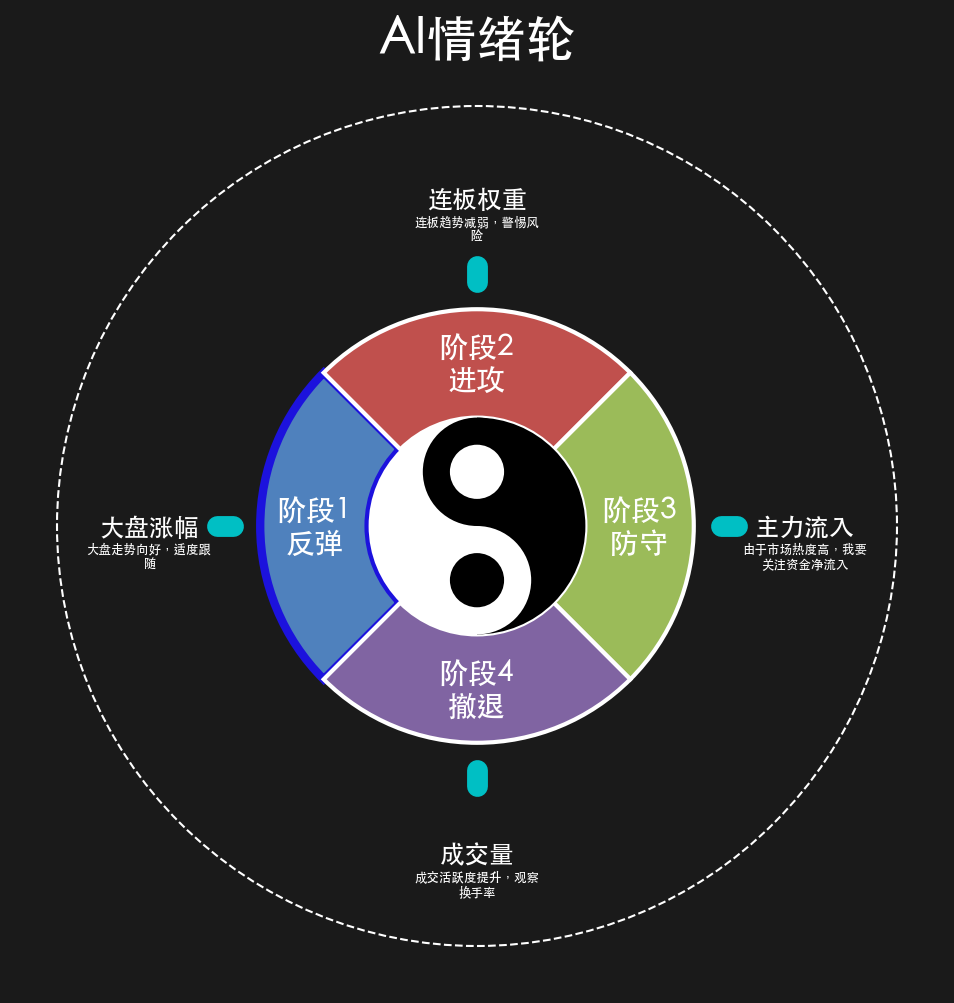 AI情绪轮
连板权重
连板趋势减弱，警惕风
险
阶段2
进攻
阶段1
反弹
阶段3
防守
大盘涨幅
大盘走势向好，适度跟
随
主力流入
由于市场热度高，我要
关注资金净流入
阶段4
撤退
成交量
成交活跃度提升，观察
换手率